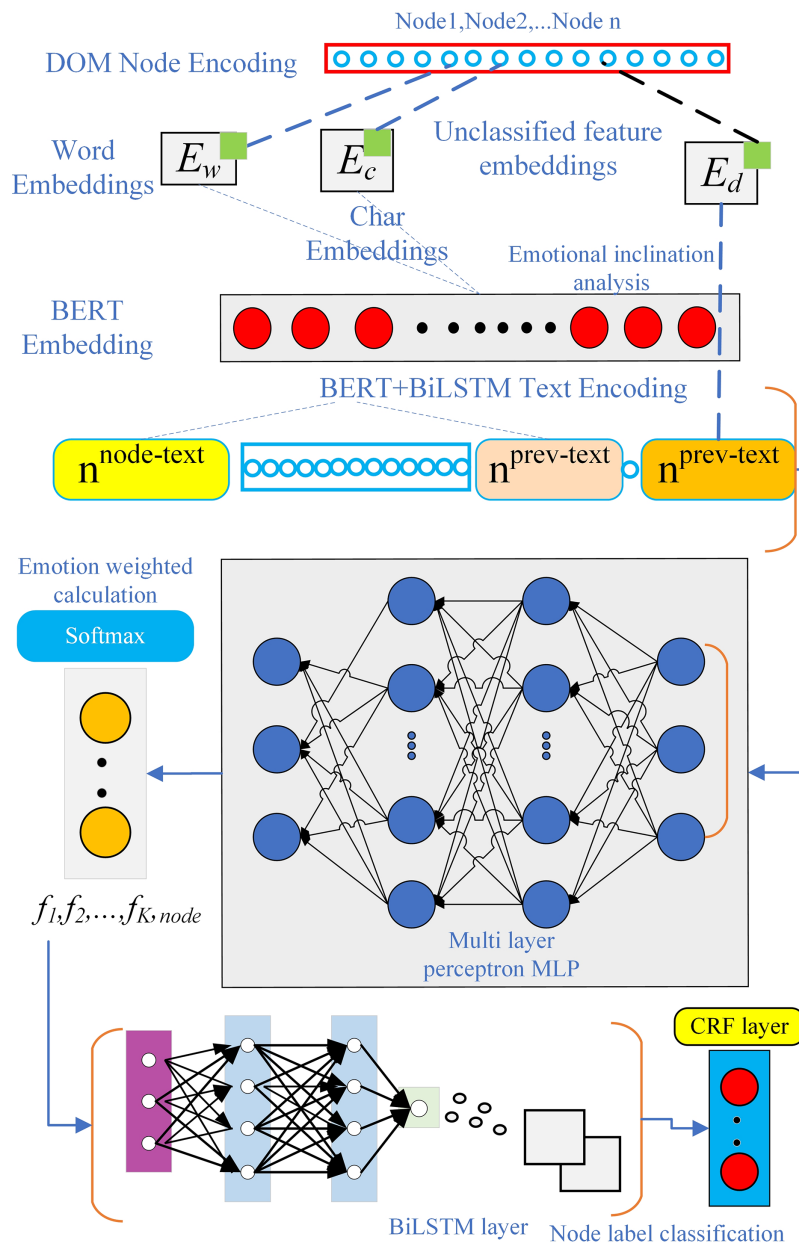 Node1,Node2,...Node n
DOM Node Encoding
Word
Embeddings
E_w
E_c
Unclassified feature
embeddings
E_d
Char
Embeddings
Emotional inclination
analysis
BERT
Embedding
BERT+BiLSTM Text Encoding
n^node-text
n^prev-text
n^prev-text
Emotion weighted
calculation
Softmax
f_1,f_2,...,f_K,node
Multi layer
perceptron MLP
CRF layer
BiLSTM layer
Node label classification